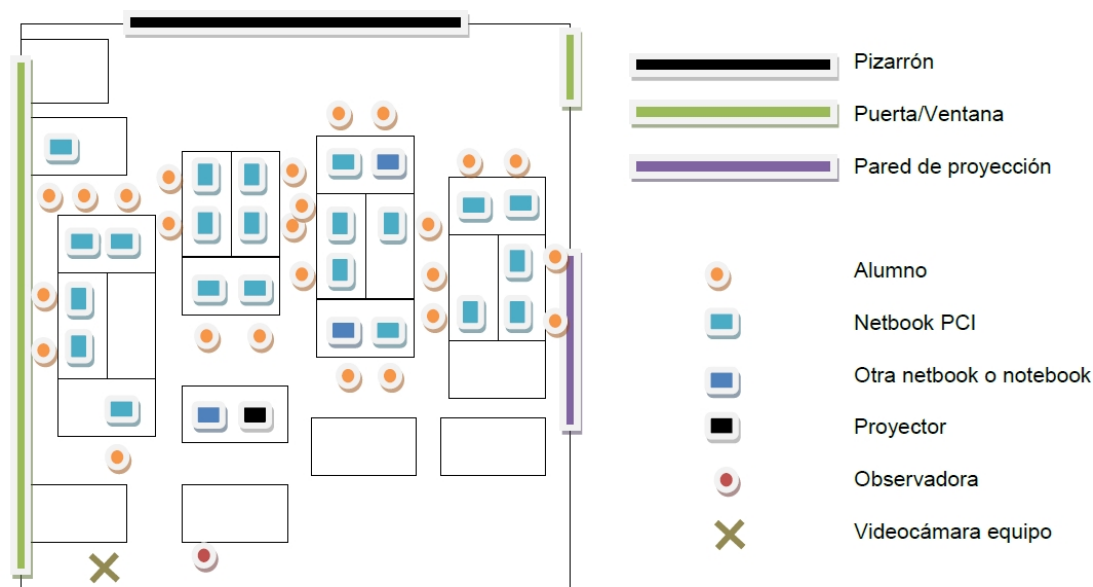 Pizarrón
Puerta/Ventana
Pared de proyección
Alumno
Netbook PCI
Otra netbook o notebook
Proyector
Observadora
Videocámara equipo